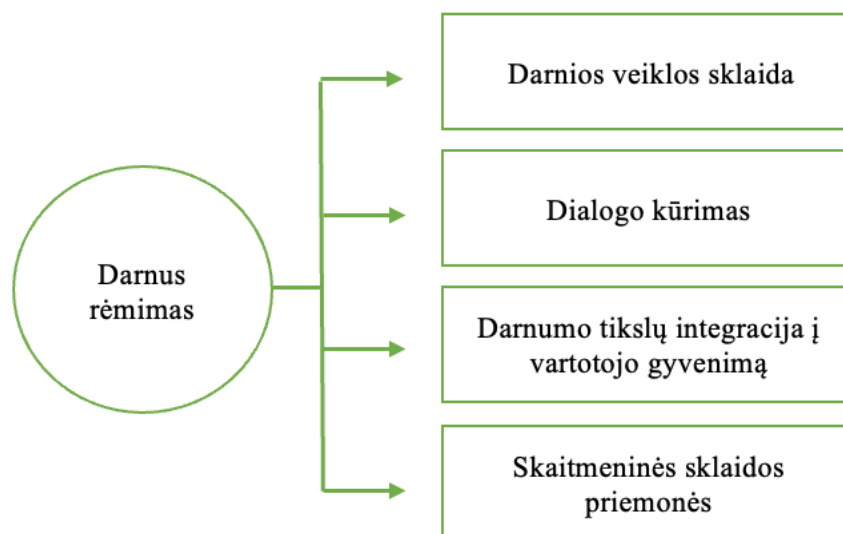 Darnus
rėmimas
Darnios veiklos sklaida
Dialogo kūrimas
Darnumo tikslų integracija į
vartotojo gyvenimą
Skaitmeninės sklaidos
priemonės